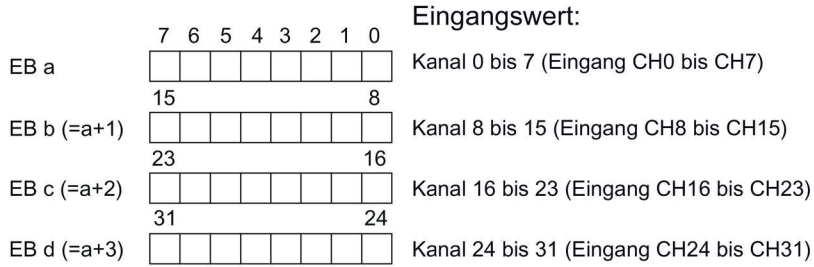 Eingangswert:
7 6 5 4 3 2 1 0
EB a Kanal 0 bis 7 (Eingang CH0 bis CH7)
15 8
EB b (=a+1) Kanal 8 bis 15 (Eingang CH8 bis CH15)
23 16
EB c (=a+2) Kanal 16 bis 23 (Eingang CH16 bis CH23)
31 24
EB d (=a+3) Kanal 24 bis 31 (Eingang CH24 bis CH31)